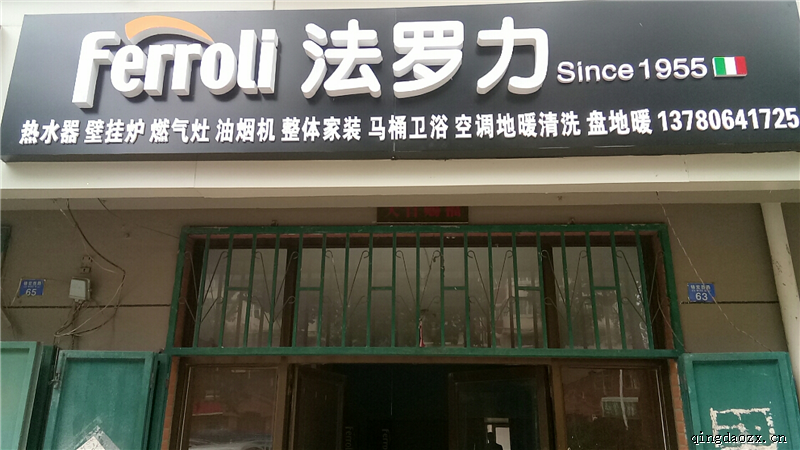 Ferroli 法罗力 Since 1955
热水器 壁挂炉 燃气灶 油烟机 整体家装 马桶卫浴 空调地暖清洗 盘地暖 13780641725
65
63
qingdaozx.cn